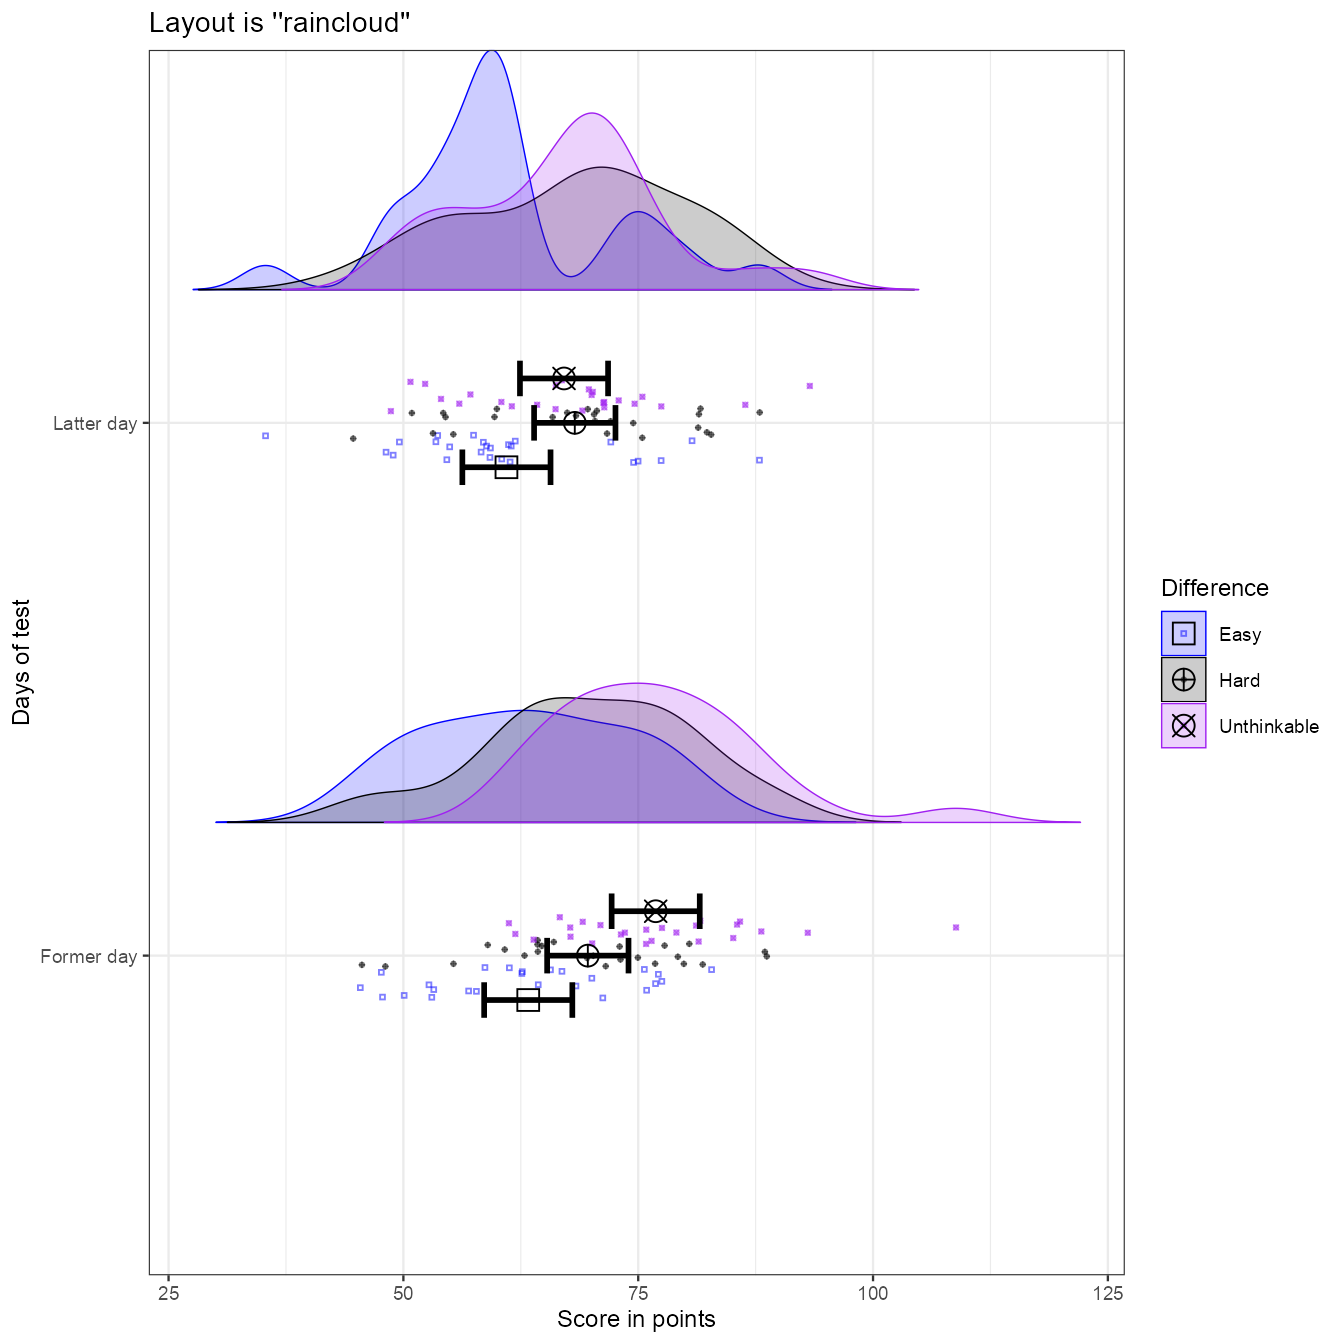 Layout is ''raincloud''
Days of test
Latter day
Former day
25 50 75 100 125
Score in points
Difference
Easy
Hard
Unthinkable